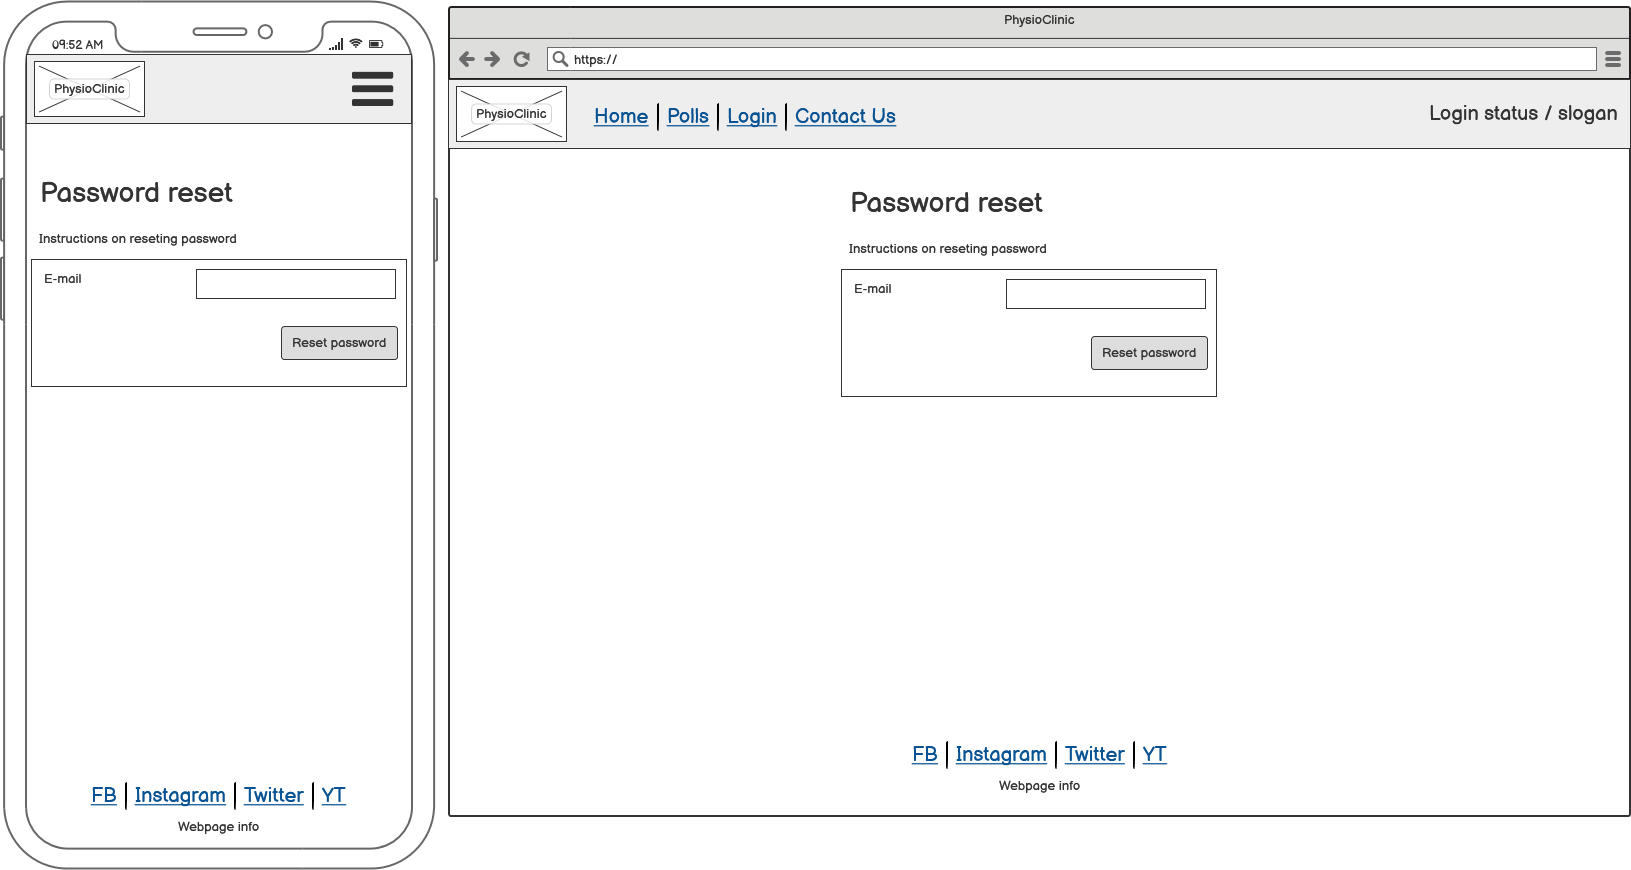 09:52 AM
PhysioClinic
Password reset
Instructions on reseting password
E-mail
Reset password
FB Instagram Twitter YT
Webpage info
PhysioClinic
https://
PhysioClinic
Home Polls Login Contact Us
Login status / slogan
Password reset
Instructions on reseting password
E-mail
Reset password
FB Instagram Twitter YT
Webpage info